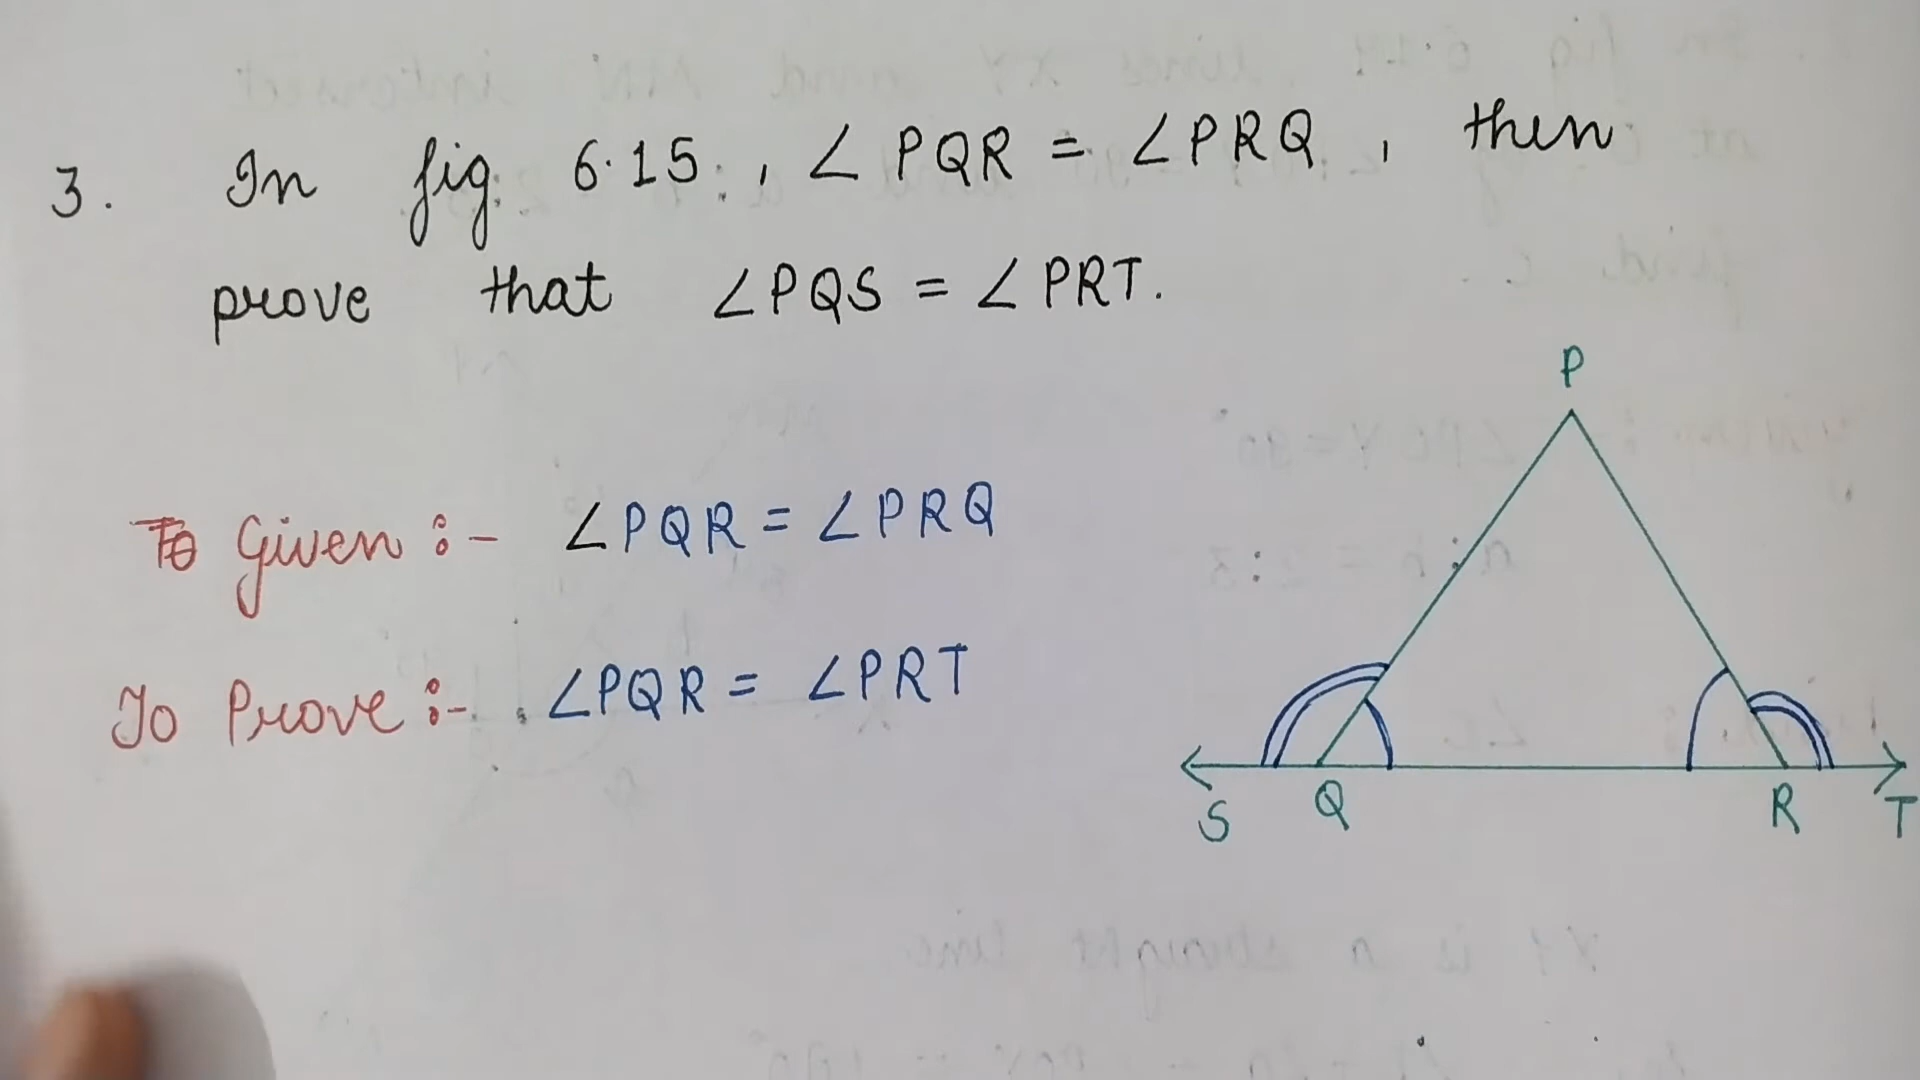 3. In fig. 6.15, ∠PQR = ∠PRQ, then
prove that ∠PQS = ∠PRT.
Given :- ∠PQR = ∠PRQ
To Prove :- ∠PQR = ∠PRT
P
S Q R T